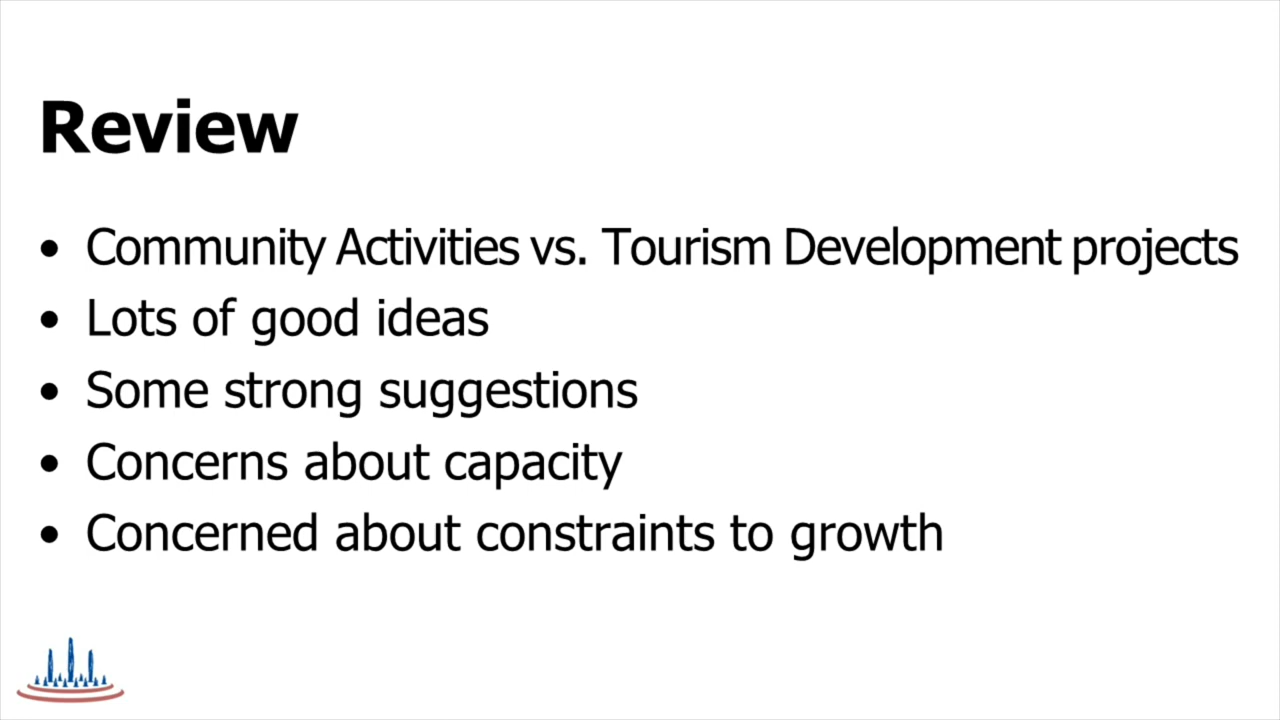 Review
• Community Activities vs. Tourism Development projects
• Lots of good ideas
• Some strong suggestions
• Concerns about capacity
• Concerned about constraints to growth